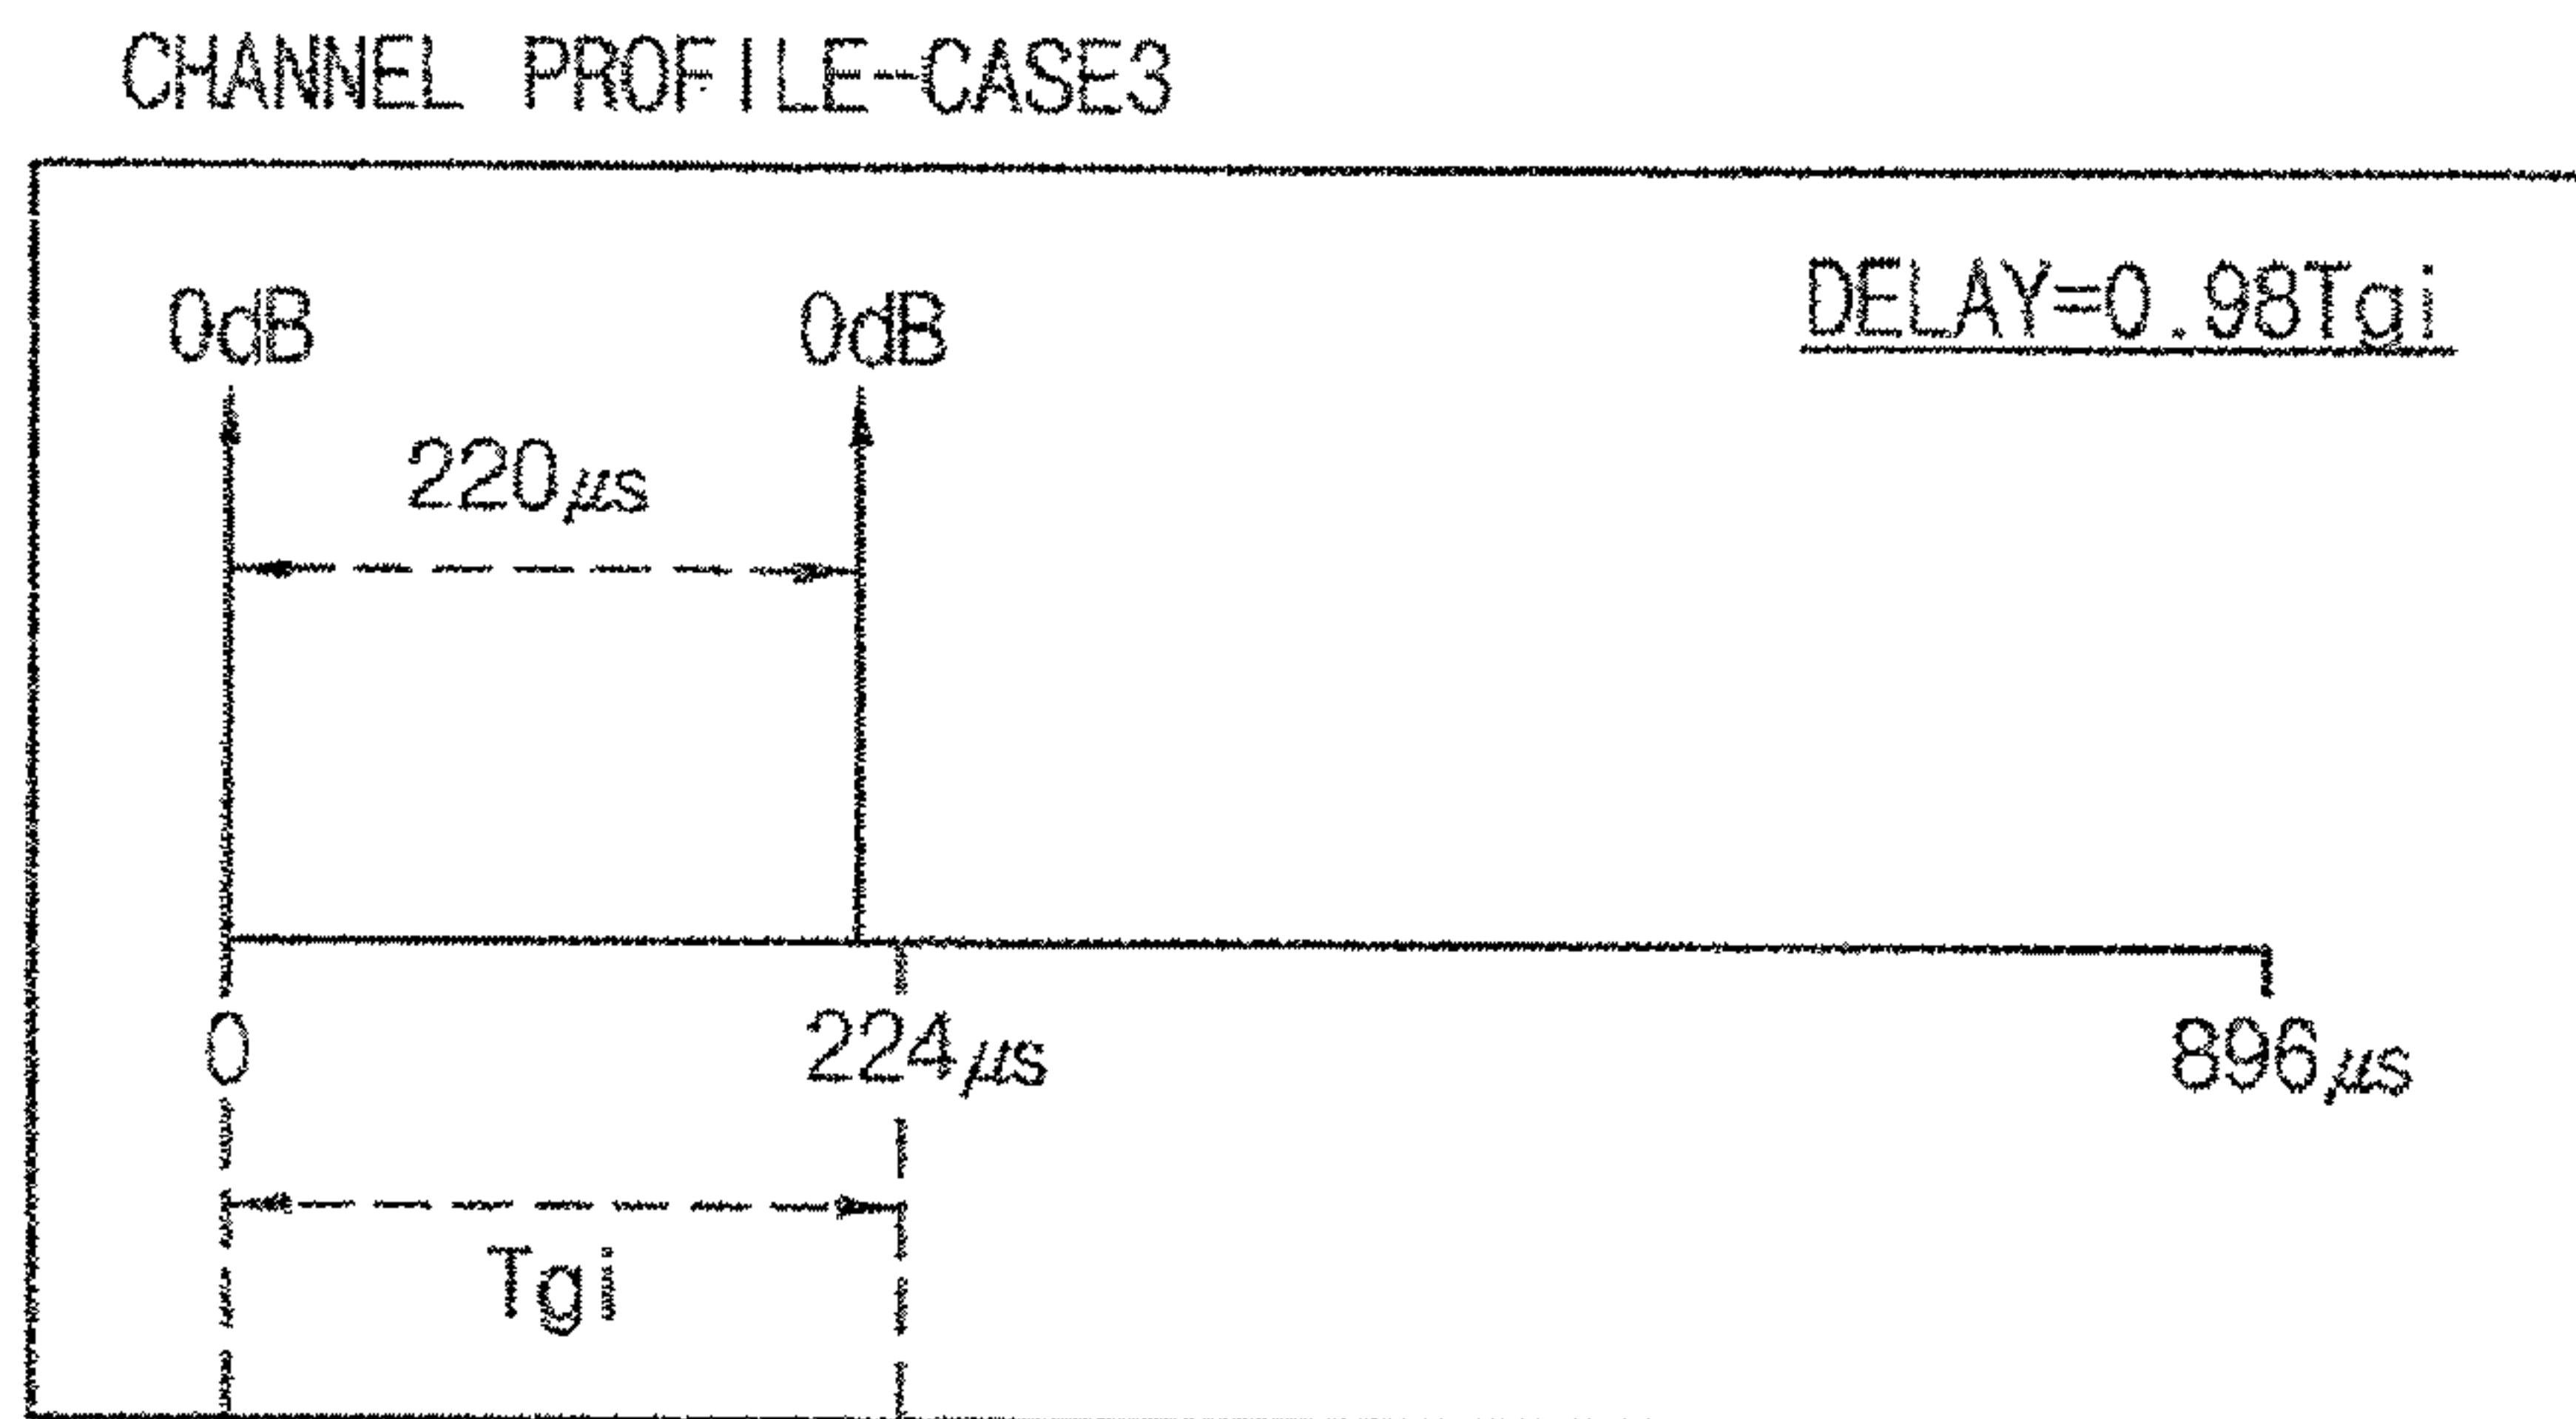 CHANNEL PROFILE-CASE3
DELAY=0.98Tgi
0dB 0dB
220μs
0 224μs 896μs
Tgi